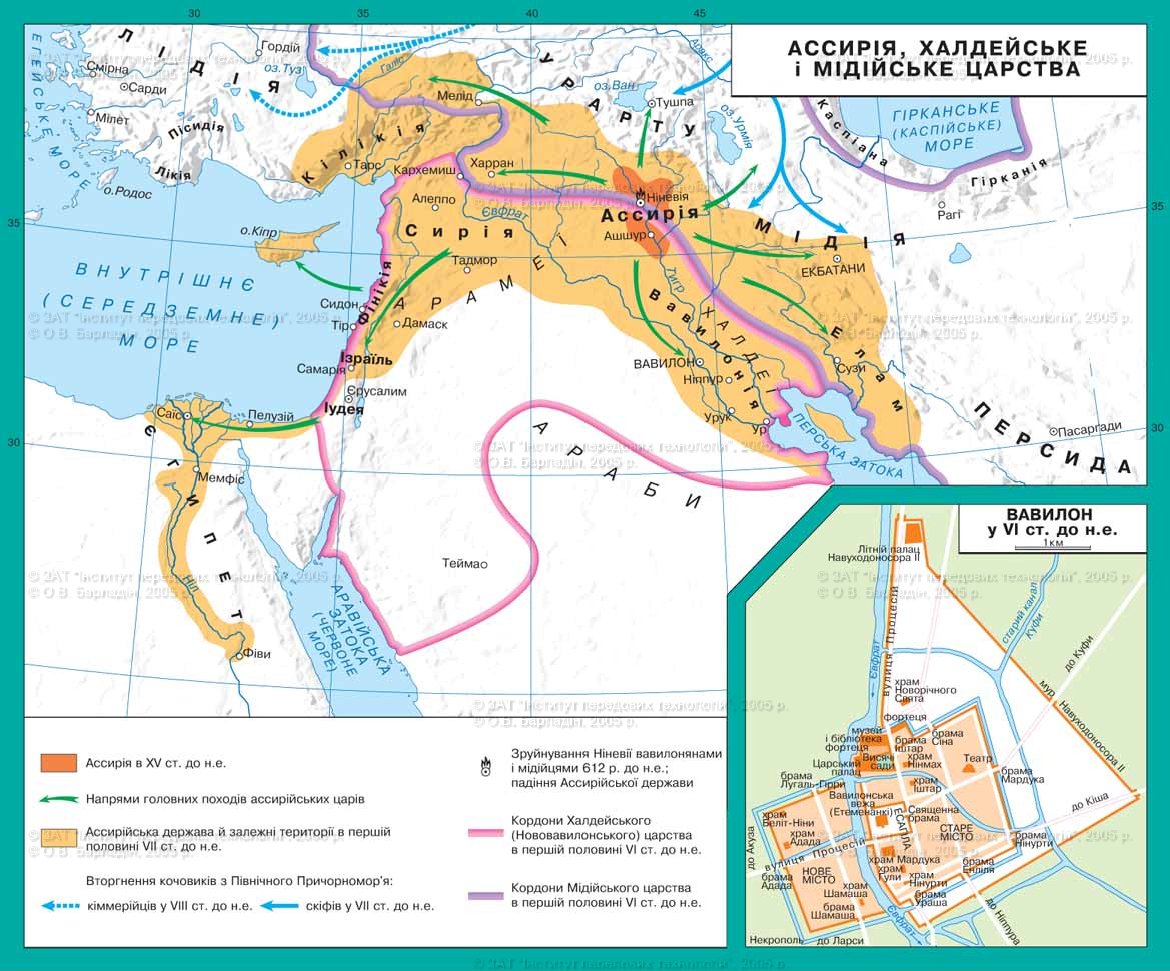 АССИРІЯ, ХАЛДЕЙСЬКЕ
і МІДІЙСЬКЕ ЦАРСТВА
30
35
40
45
35
30
35
30
ЕГЕЙСЬКЕ МОРЕ
ЛІДІЯ
Гордій
оз.Туз
Смірна
Сарди
Мілет
Пісидія
Лікія
о.Родос
Галіс
Мелід
Кілікія
Тарс
УРАРТУ
оз.Ван
Тушпа
Аракс
оз.Урмія
Каспіана
ГІРКАНСЬКЕ
(КАСПІЙСЬКЕ)
МОРЕ
Гірканія
Рагі
Каркемиш
Харран
Алеппо
Євфрат
Сирія
Ніневія
Ассирія
Ашшур
МІДІЯ
ЕКБАТАНИ
о.Кіпр
ВНУТРІШНЄ
(СЕРЕДЗЕМНЕ)
МОРЕ
Фінікія
Сидон
Тір
Тадмор
АРАМЕЇ
Дамаск
Ізраїль
Самарія
Єрусалим
Іудея
Тигр
Вавилонія
ХАЛДЕЇ
ВАВИЛОН
Ніппур
Урук
Ур
Елам
Сузи
ПЕРСЬКА ЗАТОКА
ПЕРСИДА
Пасаргади
Саїс
Пелузій
Мемфіс
ЄГИПЕТ
Ніл
Фіви
АРАБИ
Теймао
АРАВІЙСЬКА
ЗАТОКА
(ЧЕРВОНЕ
МОРЕ)
© ЗАТ "Інститут передових технологій", 2005 р.
© О.В. Барладін, 2005 р.
Ассирія в XV ст. до н.е.
Напрями головних походів ассирійських царів
Ассирійська держава й залежні території в першій
половині VII ст. до н.е.
Вторгнення кочовиків з Північного Причорномор'я:
кіммерійців у VIII ст. до н.е.
скіфів у VII ст. до н.е.
Зруйнування Ніневії вавилонянами
і мідійцями 612 р. до н.е.;
падіння Ассирійської держави
Кордони Халдейського
(Нововавилонського) царства
в першій половині VI ст. до н.е.
Кордони Мідійського царства
в першій половині VI ст. до н.е.
ВАВИЛОН
у VI ст. до н.е.
1км
Літній палац
Навуходоносора II
вулиця Процесій
Євфрат
старий канал
Куфи
до Куфи
мур Навуходоносора II
храм
Новорічного
Свята
фортеця
музей
і бібліотека
фортеця
брама
Іштар
брама
Сіна
Царський
палац
Висячі
сади
храм
Нінмах
Театр
брама
Мардука
брама
Лугаль-Гірри
храм
Іштар
до Кіша
Вавилонська
вежа
(Етеменанкі)
ЕСАГІЛА
Священна
брама
СТАРЕ
МІСТО
брама
Нінурти
храм
Беліт-Ніни
храм
Адада
до Акуза
вулиця Процесій
храм Мардука
храм
Гули
брама
Енліля
НОВЕ
МІСТО
брама
Адада
храм
Шамаша
храм
Нінурти
брама
Ураша
брама
Шамаша
Євфрат
до Ніппура
Некрополь
до Ларси